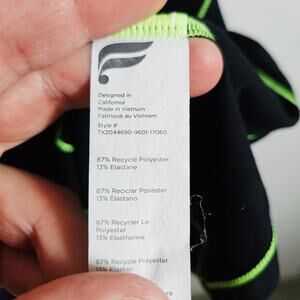 Designed in
California
Made in Vietnam
Fabriqué au Vietnam
Style #
TK2044690-9601-17060
87% Recycle Polyester
13% Elastane
87% Reciclar Poliéster
13% Elastano
87% Recycler Le
Polyester
13% Elasthanne
87% Recycle Polyester
13% Elastan